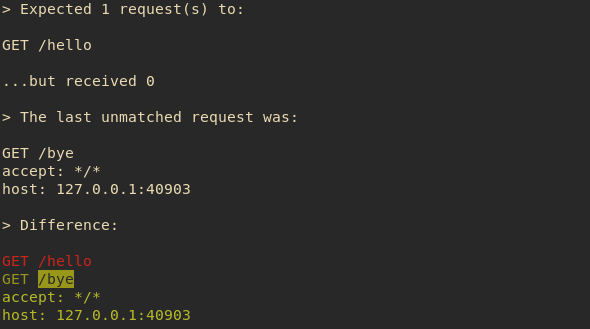 > Expected 1 request(s) to:
GET /hello
...but received 0
> The last unmatched request was:
GET /bye
accept: */*
host: 127.0.0.1:40903
> Difference:
GET /hello
GET /bye
accept: */*
host: 127.0.0.1:40903